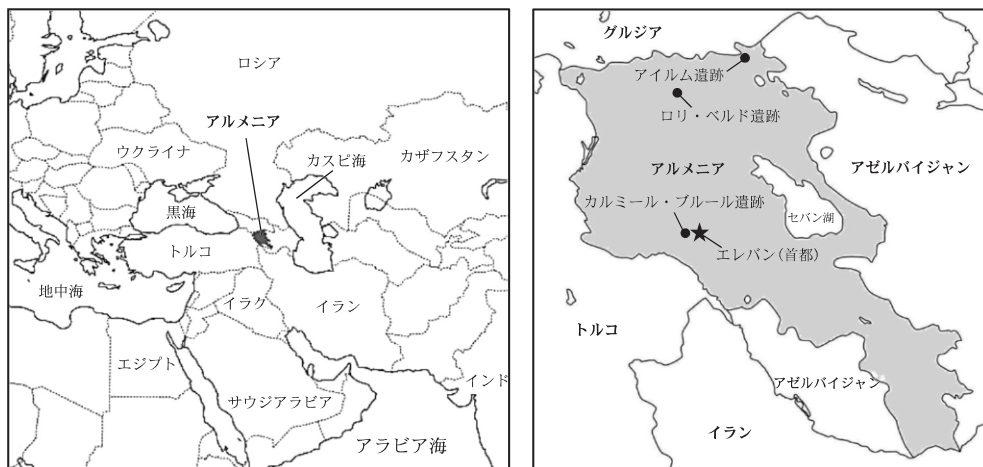 ロシア
アルメニア
ウクライナ
カスピ海
カザフスタン
黒海
トルコ
地中海
イラク
イラン
エジプト
サウジアラビア
インド
アラビア海
グルジア
アイルム遺跡
ロリ・ベルド遺跡
アルメニア
アゼルバイジャン
カルミール・ブルール遺跡
セバン湖
エレバン(首都)
トルコ
アゼルバイジャン
イラン